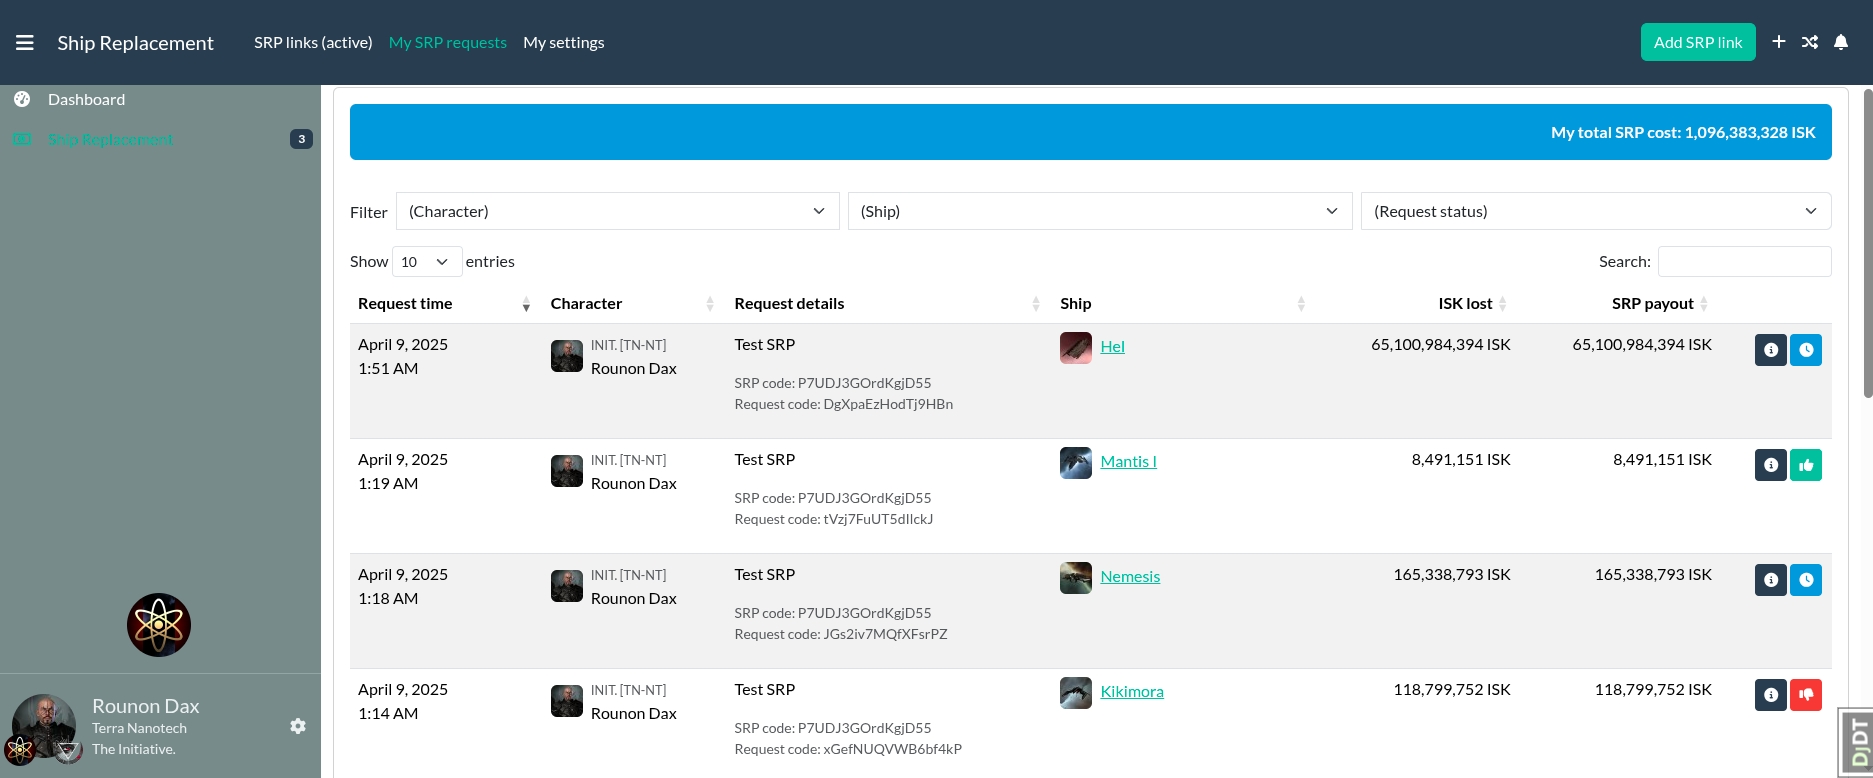 Ship Replacement
SRP links (active)
My SRP requests
My settings
Add SRP link
Dashboard
Ship Replacement
3
My total SRP cost: 1,096,383,328 ISK
Filter
(Character)
(Ship)
(Request status)
Show 10 entries
Search:
Request time
Character
Request details
Ship
ISK lost
SRP payout
April 9, 2025
1:51 AM
INIT. [TN-NT]
Rounon Dax
Test SRP
SRP code: P7UDJ3GOrdKgjD55
Request code: DgXpaEzHodTj9HBn
Hel
65,100,984,394 ISK
65,100,984,394 ISK
April 9, 2025
1:19 AM
INIT. [TN-NT]
Rounon Dax
Test SRP
SRP code: P7UDJ3GOrdKgjD55
Request code: tVzj7FuUT5dIlckJ
Mantis I
8,491,151 ISK
8,491,151 ISK
April 9, 2025
1:18 AM
INIT. [TN-NT]
Rounon Dax
Test SRP
SRP code: P7UDJ3GOrdKgjD55
Request code: JGs2iv7MQfXFsrPZ
Nemesis
165,338,793 ISK
165,338,793 ISK
April 9, 2025
1:14 AM
INIT. [TN-NT]
Rounon Dax
Test SRP
SRP code: P7UDJ3GOrdKgjD55
Request code: xGefNUQVWB6bf4kP
Kikimora
118,799,752 ISK
118,799,752 ISK
Rounon Dax
Terra Nanotech
The Initiative.
DjDT